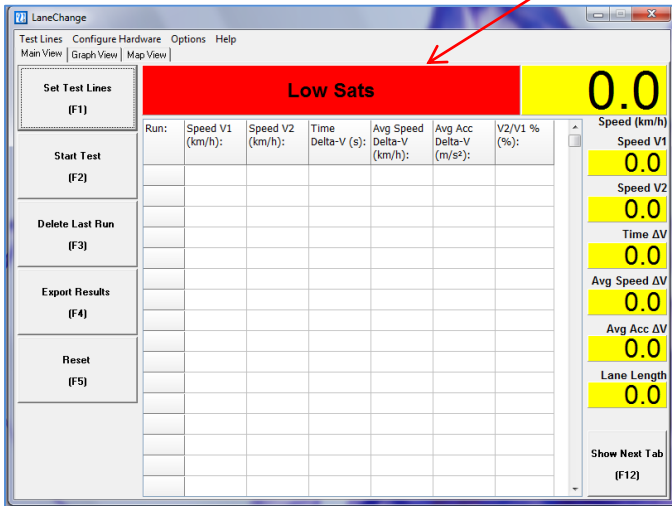 LaneChange
Test Lines Configure Hardware Options Help
Main View Graph View Map View
Set Test Lines
(F1)
Low Sats
0.0
Speed (km/h)
Run: Speed V1 (km/h): Speed V2 (km/h): Time Delta-V (s): Avg Speed Delta-V (km/h): Avg Acc Delta-V (m/s²): V2/V1 % (%):
Start Test
(F2)
Delete Last Run
(F3)
Export Results
(F4)
Reset
(F5)
Speed V1
0.0
Speed V2
0.0
Time ΔV
0.0
Avg Speed ΔV
0.0
Avg Acc ΔV
0.0
Lane Length
0.0
Show Next Tab
(F12)